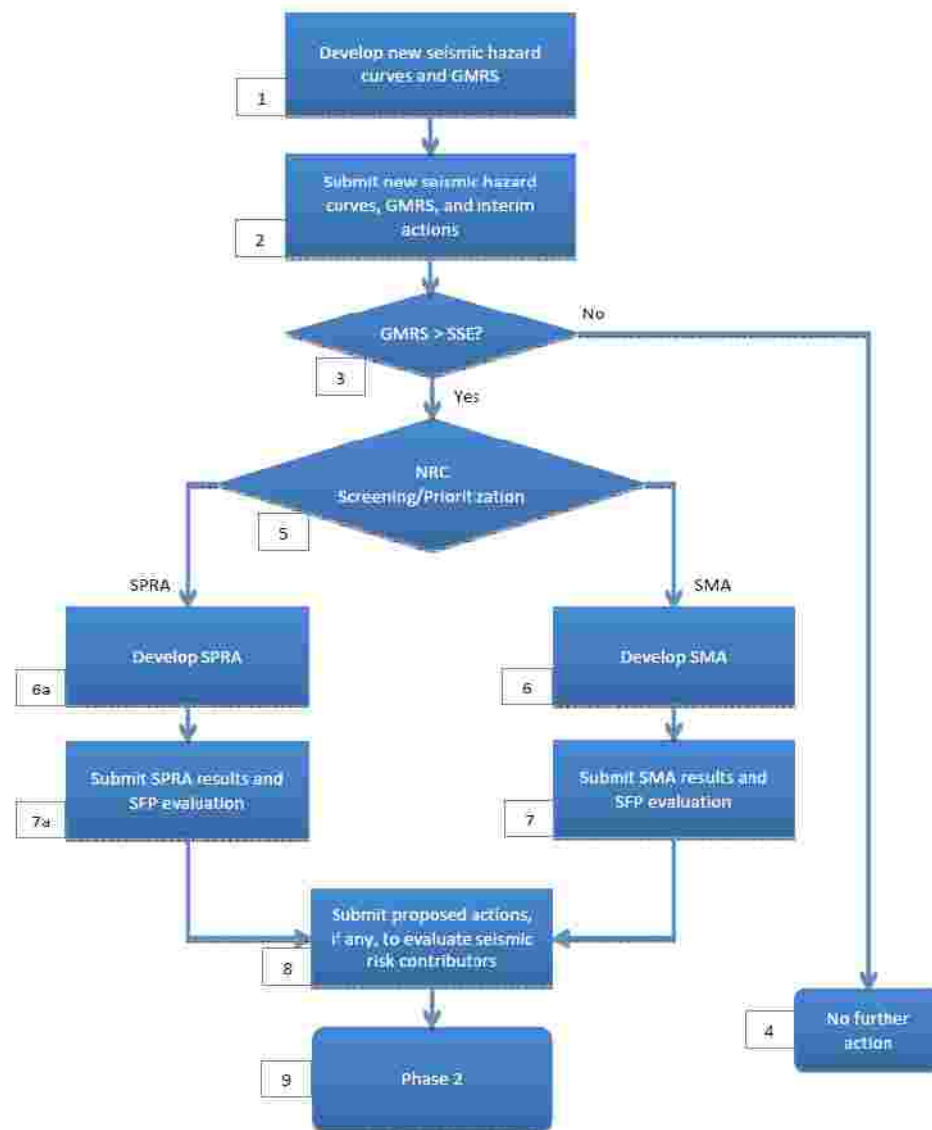 Develop new seismic hazard
curves and GMRS
1
Submit new seismic hazard
curves, GMRS, and interim
actions
2
GMRS > SSE?
No
3
Yes
NRC
Screening/Prioritization
5
SPRA
SMA
Develop SPRA
6a
Develop SMA
6
Submit SPRA results and
SFP evaluation
7a
Submit SMA results and
SFP evaluation
7
Submit proposed actions,
if any, to evaluate seismic
risk contributors
8
No further
action
4
Phase 2
9